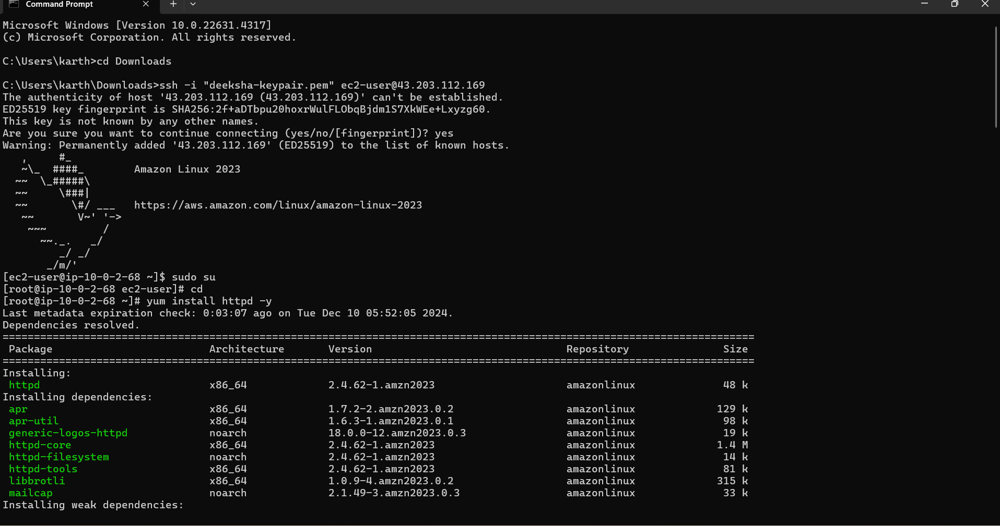 Command Prompt
Microsoft Windows [Version 10.0.22631.4317]
(c) Microsoft Corporation. All rights reserved.

C:\Users\karth>cd Downloads

C:\Users\karth\Downloads>ssh -i "deeksha-keypair.pem" ec2-user@43.203.112.169
The authenticity of host '43.203.112.169 (43.203.112.169)' can't be established.
ED25519 key fingerprint is SHA256:2f+aDTbpu20hoxrWulFLObqBjdm1S7XkWEe+Lxyzg60.
This key is not known by any other names.
Are you sure you want to continue connecting (yes/no/[fingerprint])? yes
Warning: Permanently added '43.203.112.169' (ED25519) to the list of known hosts.
   ,     #_
   ~\_  ####_        Amazon Linux 2023
  ~~  \_#####\
  ~~     \###|
  ~~       \#/ ___   https://aws.amazon.com/linux/amazon-linux-2023
   ~~       V~' '->
    ~~~         /
      ~~._.   _/
         _/ _/
       _/m/'
[ec2-user@ip-10-0-2-68 ~]$ sudo su
[root@ip-10-0-2-68 ec2-user]# cd
[root@ip-10-0-2-68 ~]# yum install httpd -y
Last metadata expiration check: 0:03:07 ago on Tue Dec 10 05:52:05 2024.
Dependencies resolved.
========================================================================================================================
 Package                        Architecture       Version                               Repository               Size
========================================================================================================================
Installing:
 httpd                          x86_64             2.4.62-1.amzn2023                     amazonlinux              48 k
Installing dependencies:
 apr                            x86_64             1.7.2-2.amzn2023.0.2                  amazonlinux             129 k
 apr-util                       x86_64             1.6.3-1.amzn2023.0.1                  amazonlinux              98 k
 generic-logos-httpd            noarch             18.0.0-12.amzn2023.0.3                amazonlinux              19 k
 httpd-core                     x86_64             2.4.62-1.amzn2023                     amazonlinux             1.4 M
 httpd-filesystem               noarch             2.4.62-1.amzn2023                     amazonlinux              14 k
 httpd-tools                    x86_64             2.4.62-1.amzn2023                     amazonlinux              81 k
 libbrotli                      x86_64             1.0.9-4.amzn2023.0.2                  amazonlinux             315 k
 mailcap                        noarch             2.1.49-3.amzn2023.0.3                 amazonlinux              33 k
Installing weak dependencies: